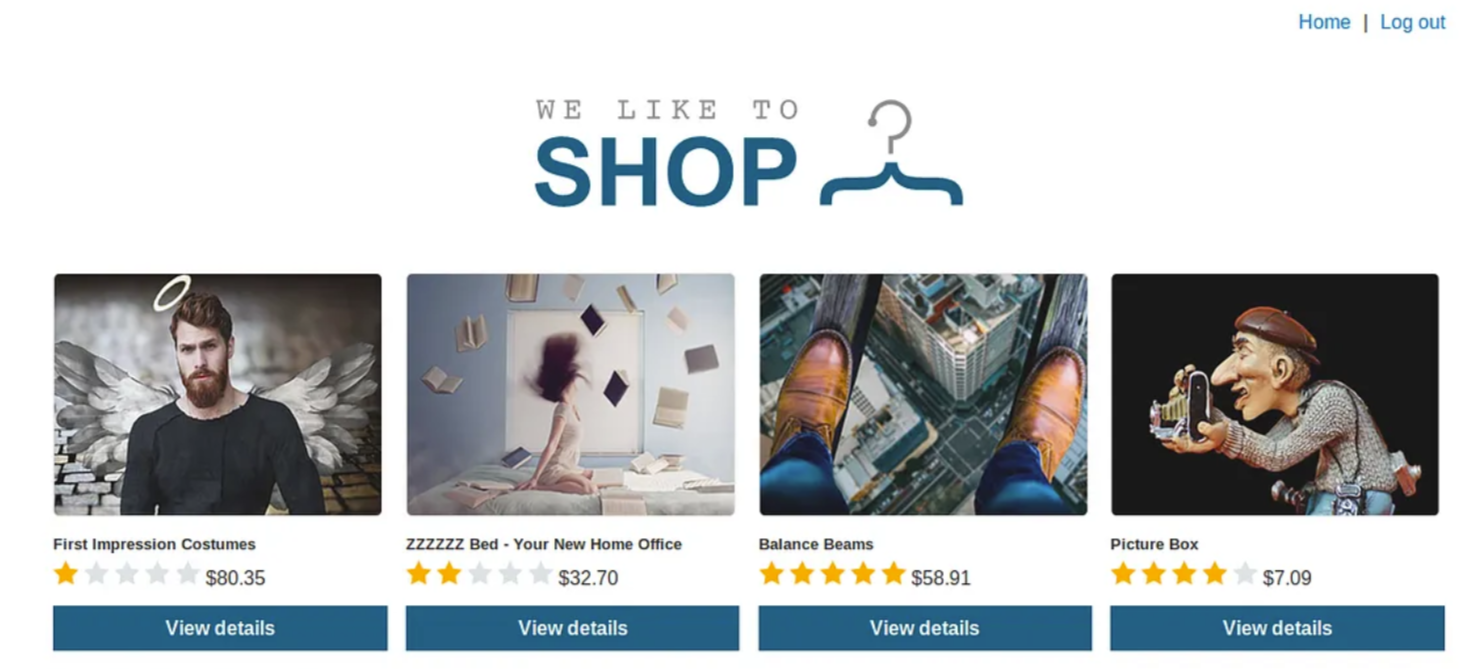 Home | Log out
WE LIKE TO
SHOP
First Impression Costumes
ZZZZZZ Bed - Your New Home Office
Balance Beams
Picture Box
$80.35
$32.70
$58.91
$7.09
View details
View details
View details
View details